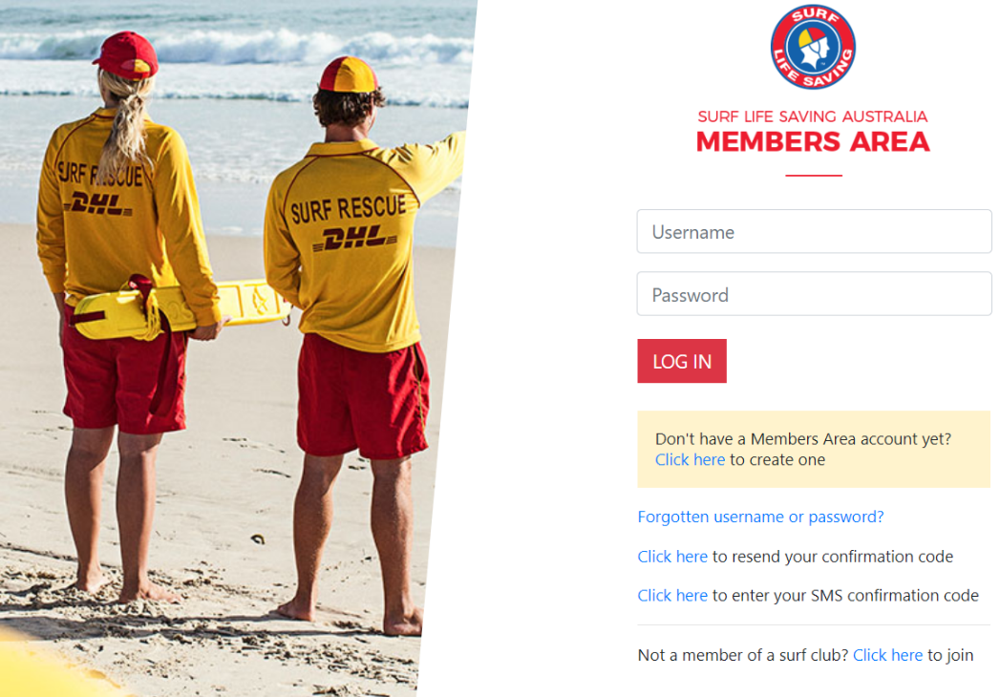 SURF RESCUE
DHL
SURF RESCUE
DHL
SURF
LIFE SAVING
SURF LIFE SAVING AUSTRALIA
MEMBERS AREA
Username
Password
LOG IN
Don't have a Members Area account yet?
Click here to create one
Forgotten username or password?
Click here to resend your confirmation code
Click here to enter your SMS confirmation code
Not a member of a surf club? Click here to join